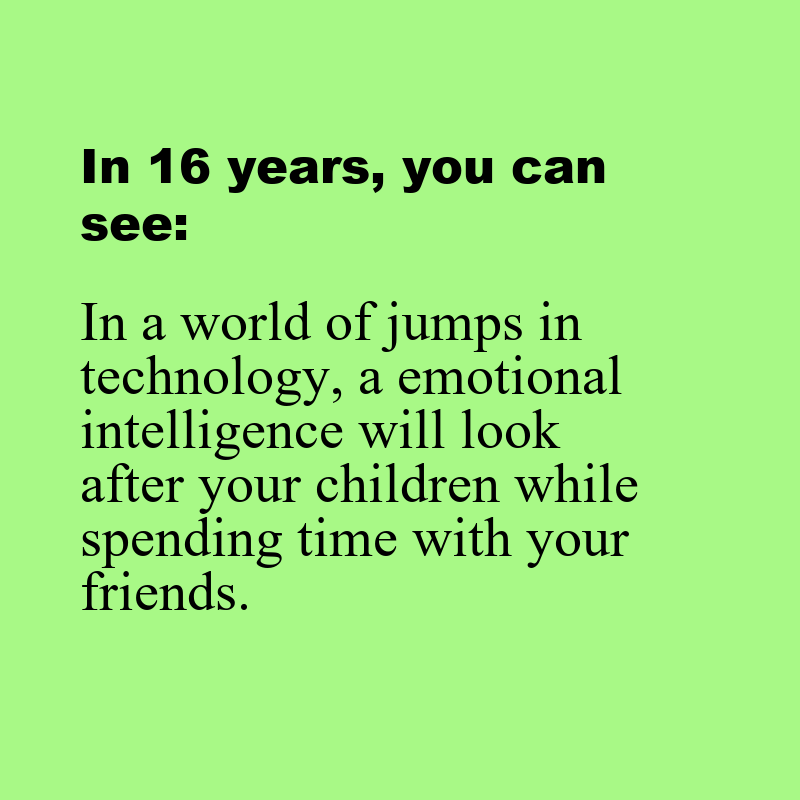 In 16 years, you can
see:
In a world of jumps in
technology, a emotional
intelligence will look
after your children while
spending time with your
friends.